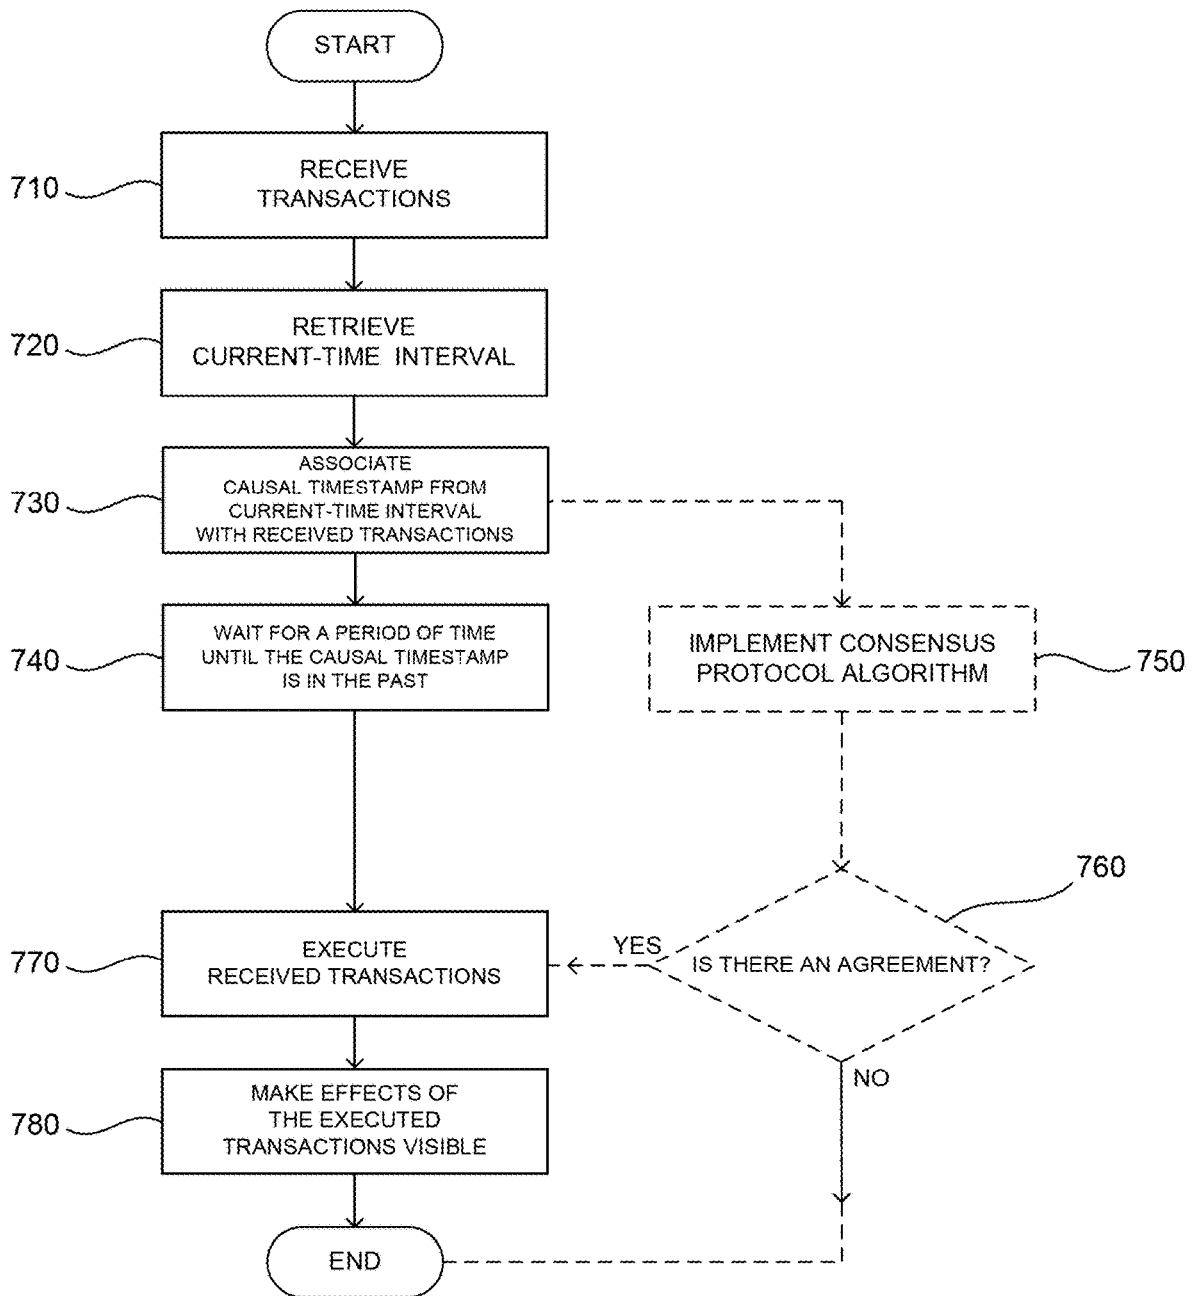 START
710
RECEIVE
TRANSACTIONS
720
RETRIEVE
CURRENT-TIME INTERVAL
730
ASSOCIATE
CAUSAL TIMESTAMP FROM
CURRENT-TIME INTERVAL
WITH RECEIVED TRANSACTIONS
740
WAIT FOR A PERIOD OF TIME
UNTIL THE CAUSAL TIMESTAMP
IS IN THE PAST
IMPLEMENT CONSENSUS
PROTOCOL ALGORITHM
750
760
IS THERE AN AGREEMENT?
YES
NO
770
EXECUTE
RECEIVED TRANSACTIONS
780
MAKE EFFECTS OF
THE EXECUTED
TRANSACTIONS VISIBLE
END